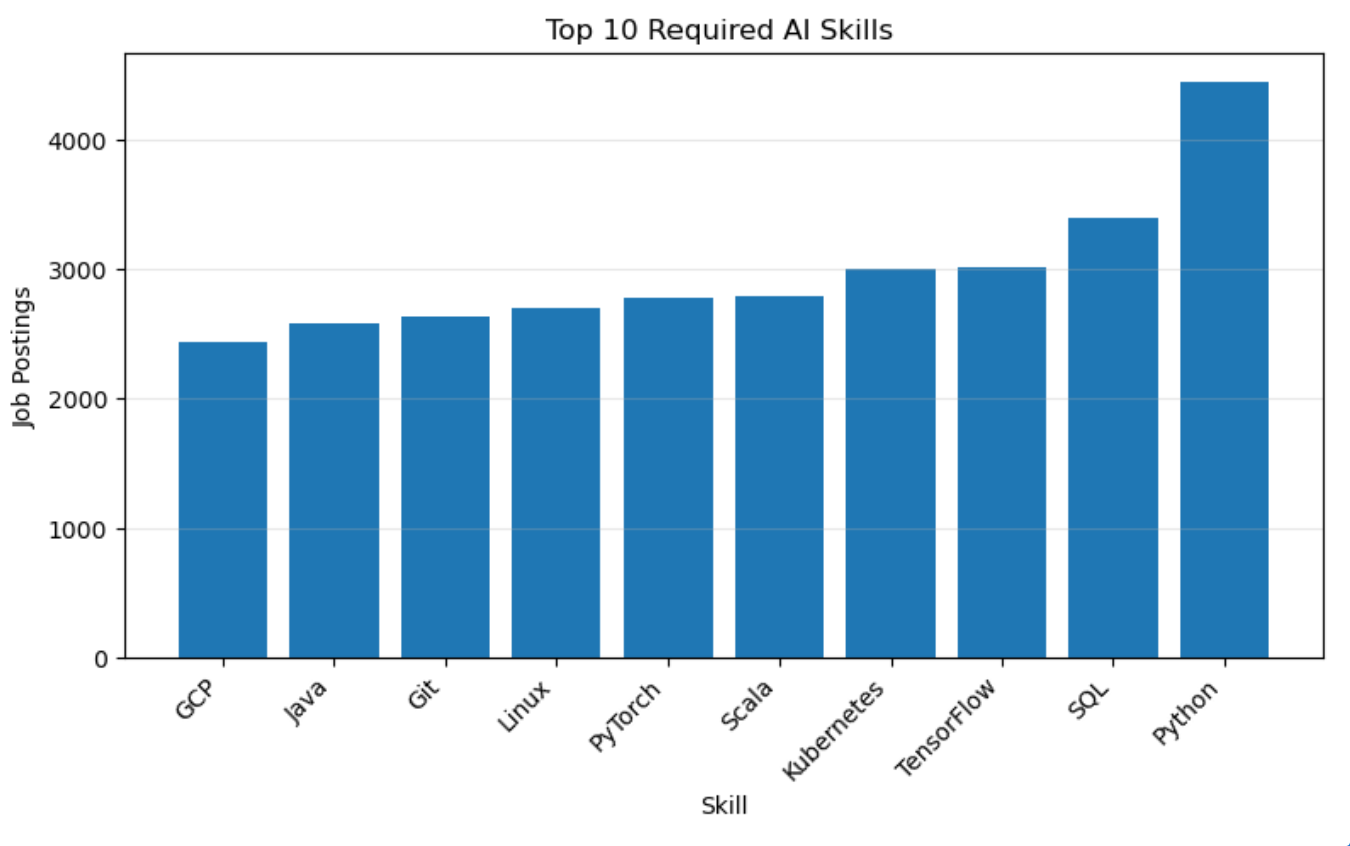 Top 10 Required AI Skills
Job Postings
4000
3000
2000
1000
0
GCP
Java
Git
Linux
PyTorch
Scala
Kubernetes
TensorFlow
SQL
Python
Skill